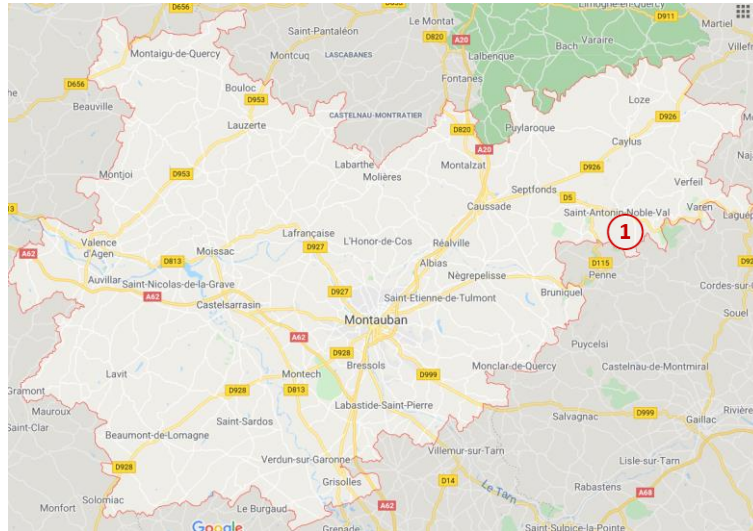 D656
D653
Limogne-en-Quercy
Le Montat
D911
Martiel
Saint-Pantaléon
D820
A20
Bach
Varaire
Villef
Montaigu-de-Quercy
Montcuq
LASCABANES
Lalbenque
Fontanes
D656
Bouloc
Beauville
D953
CASTELNAU-MONTRATIER
Loze
Lauzerte
D820
Puylaroque
D926
A20
Caylus
Labarthe
Montalzat
D926
Naj
Montjoi
D953
Molières
Septfonds
D5
Verfeil
Caussade
Varen
Saint-Antonin-Noble-Val
Laguép
13
Lafrançaise
1
Valence
d'Agen
D813
Moissac
D927
L'Honor-de-Cos
Réalville
A62
Albias
D115
D92
Auvillar
Saint-Nicolas-de-la-Grave
Nègrepelisse
Penne
Cordes-sur-C
A62
Castelsarrasin
D927
Saint-Etienne-de-Tulmont
Bruniquel
Souel
Montauban
A62
Puycelsi
D928
Bressols
Monclar-de-Quercy
Castelnau-de-Montmiral
Lavit
Montech
D999
Gramont
D928
D813
Mauroux
Labastide-Saint-Pierre
Saint-Clar
Saint-Sardos
Salvagnac
D999
Rivière
Gaillac
Beaumont-de-Lomagne
Villemur-sur-Tarn
Verdun-sur-Garonne
Lisle-sur-Tarn
D928
Grisolles
D14
Le Tarn
Rabastens
Solomiac
A68
Monfort
Le Burgaud
A62
Google
Grenade
Saint-Sulpice-la-Pointe